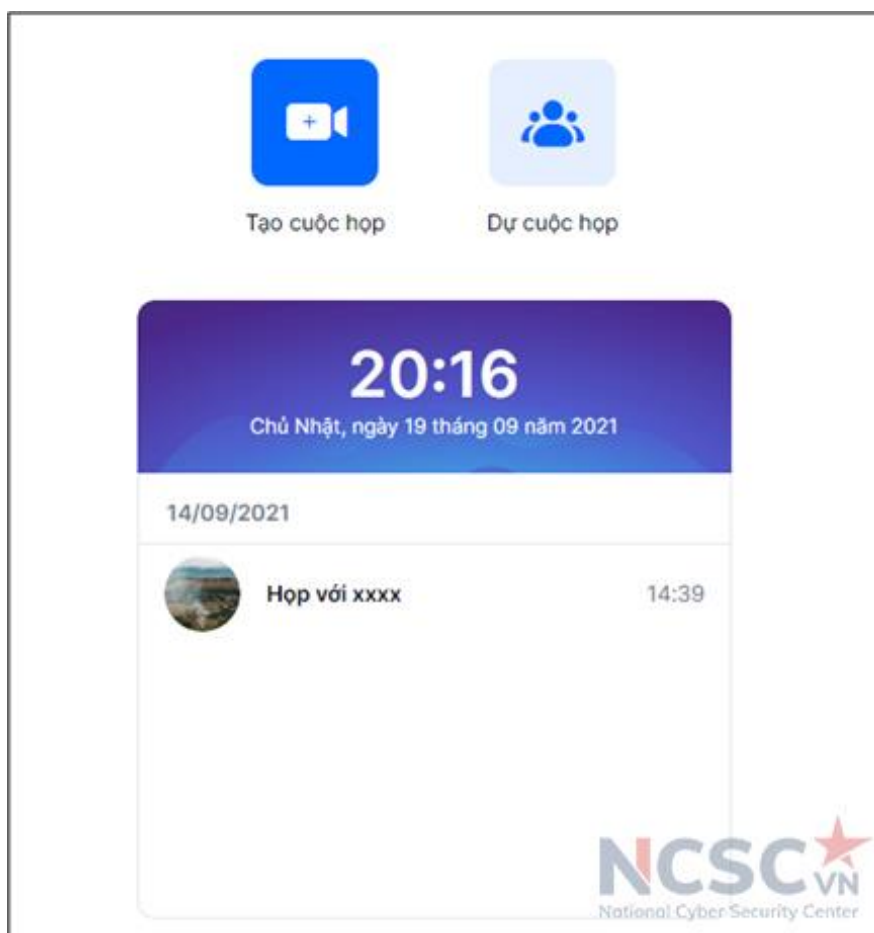 Tạo cuộc họp
Dự cuộc họp
20:16
Chủ Nhật, ngày 19 tháng 09 năm 2021
14/09/2021
Họp với xxxx 14:39
NCSC VN
National Cyber Security Center